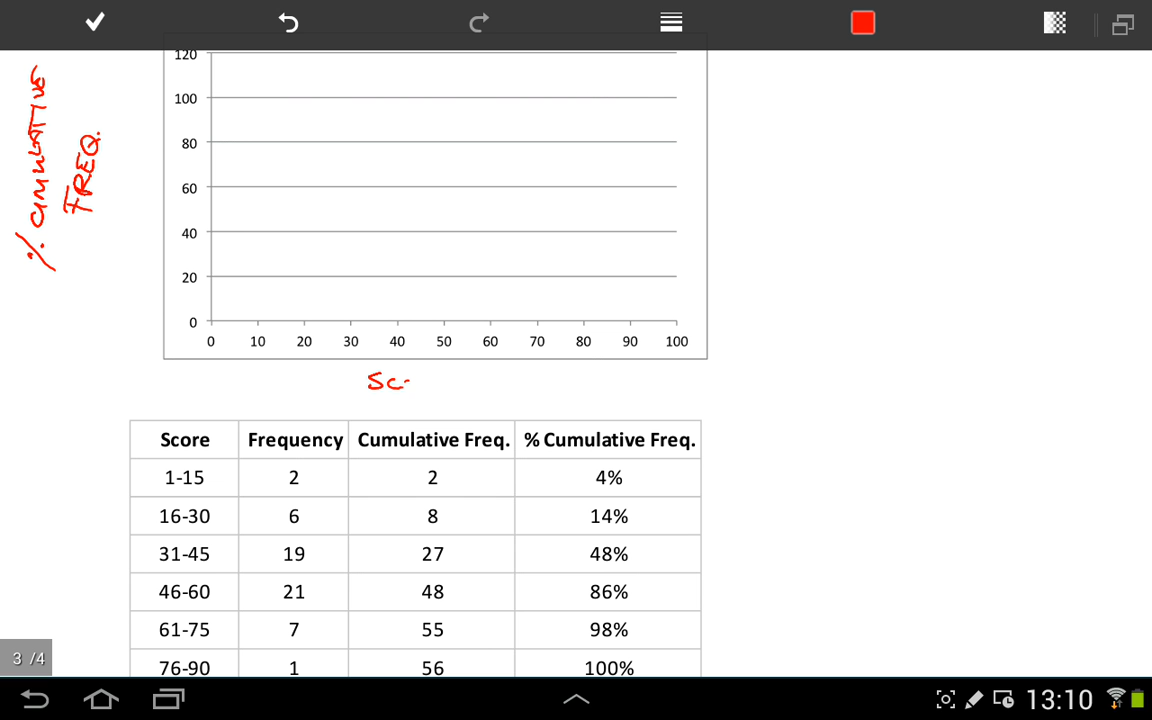 120
100
80
60
40
20
0
0 10 20 30 40 50 60 70 80 90 100
% CUMULATIVE
FREQ.
Sc
Score Frequency Cumulative Freq. % Cumulative Freq.
1-15 2 2 4%
16-30 6 8 14%
31-45 19 27 48%
46-60 21 48 86%
61-75 7 55 98%
76-90 1 56 100%
3 /4
13:10